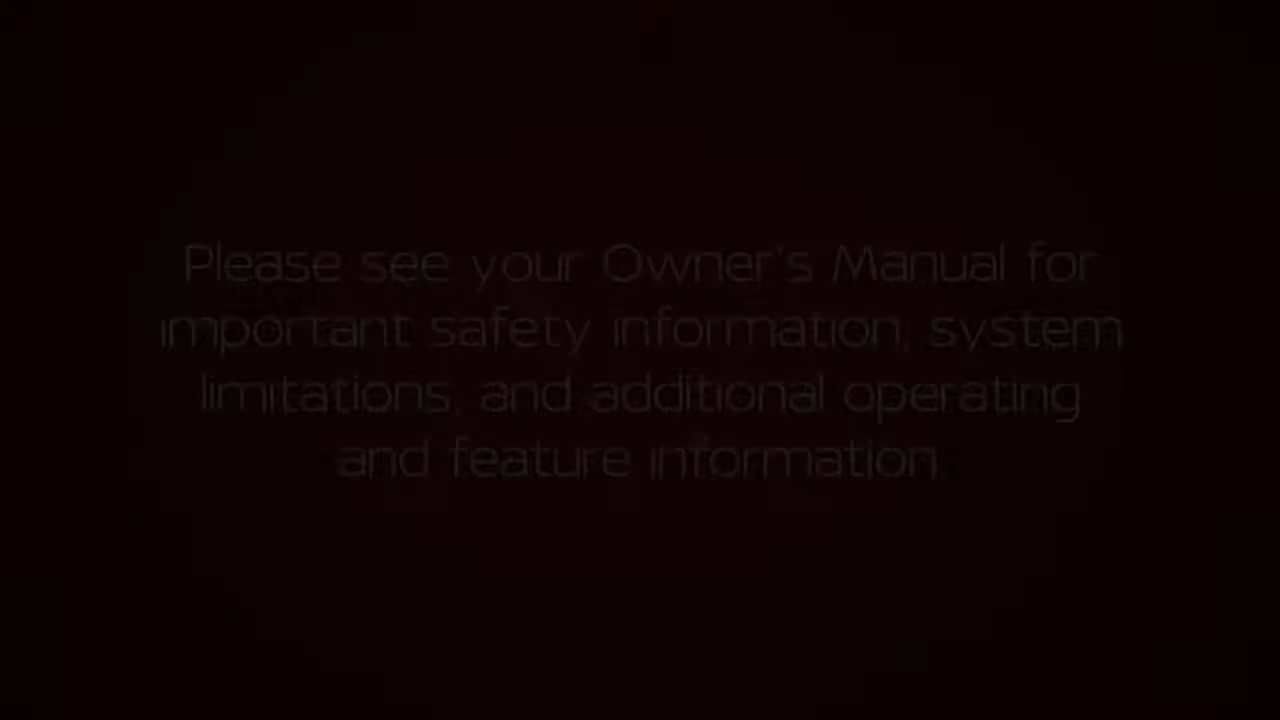 Please see your Owner's Manual for
important safety information, system
limitations, and additional operating
and feature information.